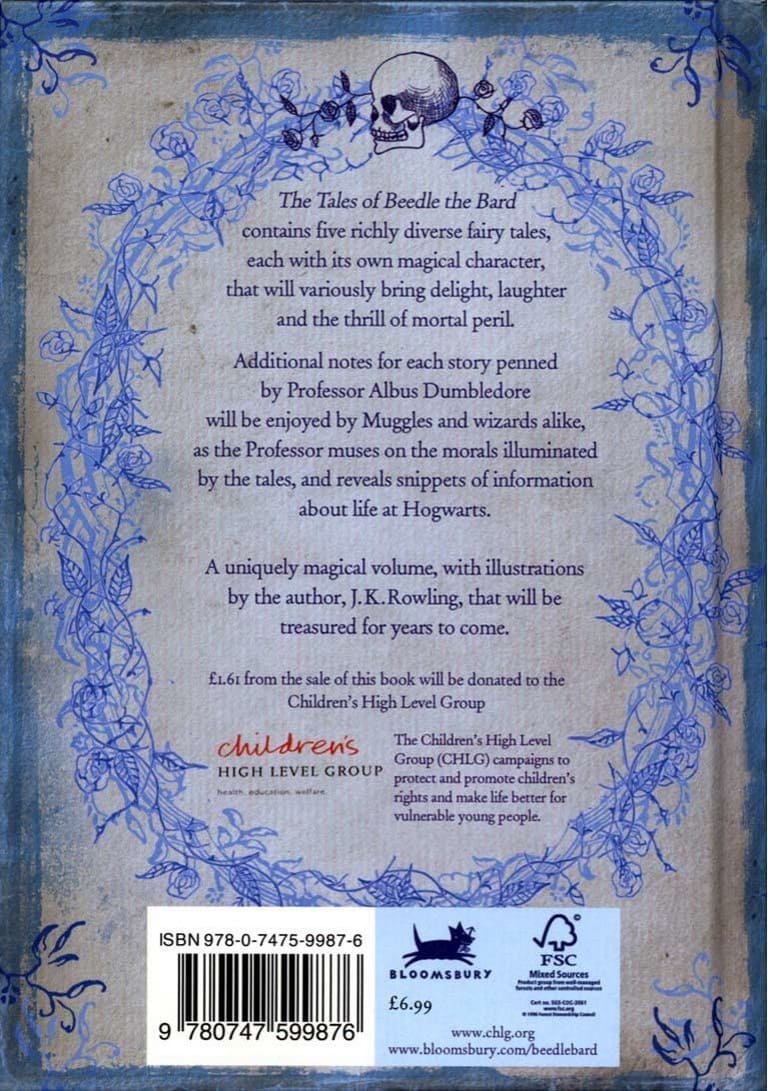 The Tales of Beedle the Bard
contains five richly diverse fairy tales,
each with its own magical character,
that will variously bring delight, laughter
and the thrill of mortal peril.
Additional notes for each story penned
by Professor Albus Dumbledore
will be enjoyed by Muggles and wizards alike,
as the Professor muses on the morals illuminated
by the tales, and reveals snippets of information
about life at Hogwarts.
A uniquely magical volume, with illustrations
by the author, J.K.Rowling, that will be
treasured for years to come.
£1.61 from the sale of this book will be donated to the
Children's High Level Group
children's
HIGH LEVEL GROUP
health. education. welfare.
The Children's High Level
Group (CHLG) campaigns to
protect and promote children's
rights and make life better for
vulnerable young people.
ISBN 978-0-7475-9987-6
9 780747 599876
BLOOMSBURY
£6.99
FSC
Mixed Sources
Product group from well-managed
forests and other controlled sources
www.fsc.org
© 1996 Forest Stewardship Council
www.chlg.org
www.bloomsbury.com/beedlebard